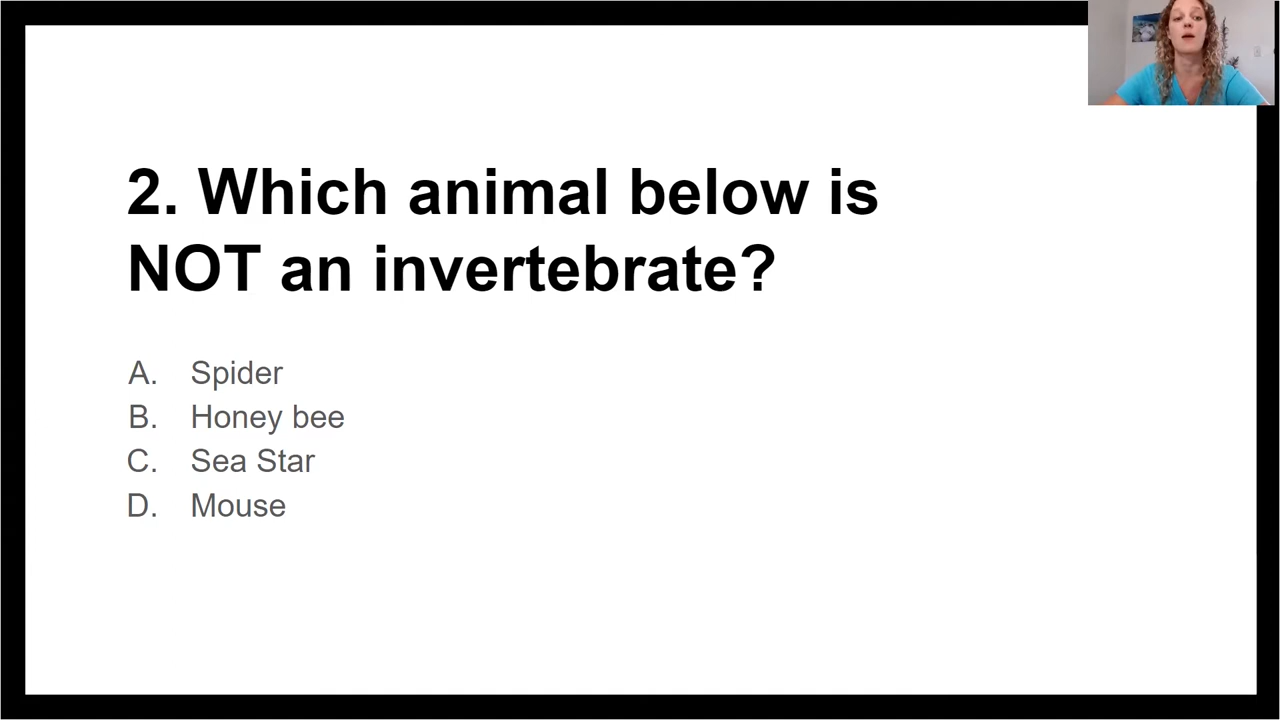 2. Which animal below is
NOT an invertebrate?
A. Spider
B. Honey bee
C. Sea Star
D. Mouse